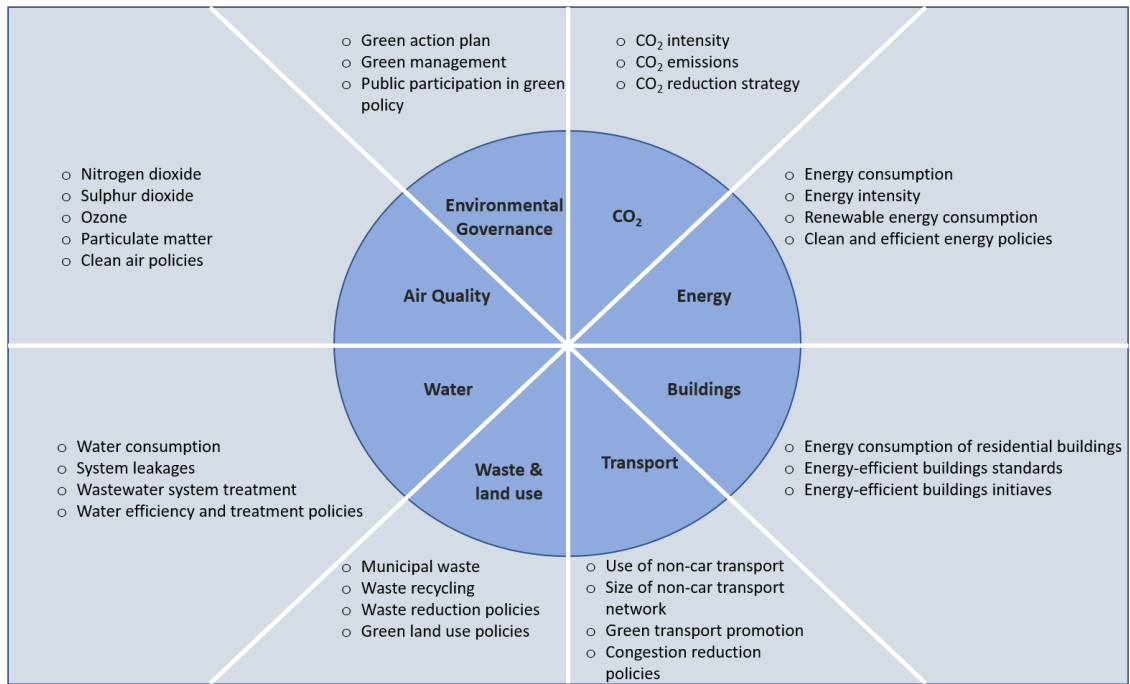 ○ Green action plan
○ Green management
○ Public participation in green
policy
○ CO₂ intensity
○ CO₂ emissions
○ CO₂ reduction strategy
○ Nitrogen dioxide
○ Sulphur dioxide
○ Ozone
○ Particulate matter
○ Clean air policies
○ Energy consumption
○ Energy intensity
○ Renewable energy consumption
○ Clean and efficient energy policies
Environmental
Governance
CO₂
Air Quality
Energy
Water
Buildings
Waste &
land use
Transport
○ Water consumption
○ System leakages
○ Wastewater system treatment
○ Water efficiency and treatment policies
○ Energy consumption of residential buildings
○ Energy-efficient buildings standards
○ Energy-efficient buildings initiaves
○ Municipal waste
○ Waste recycling
○ Waste reduction policies
○ Green land use policies
○ Use of non-car transport
○ Size of non-car transport
network
○ Green transport promotion
○ Congestion reduction
policies